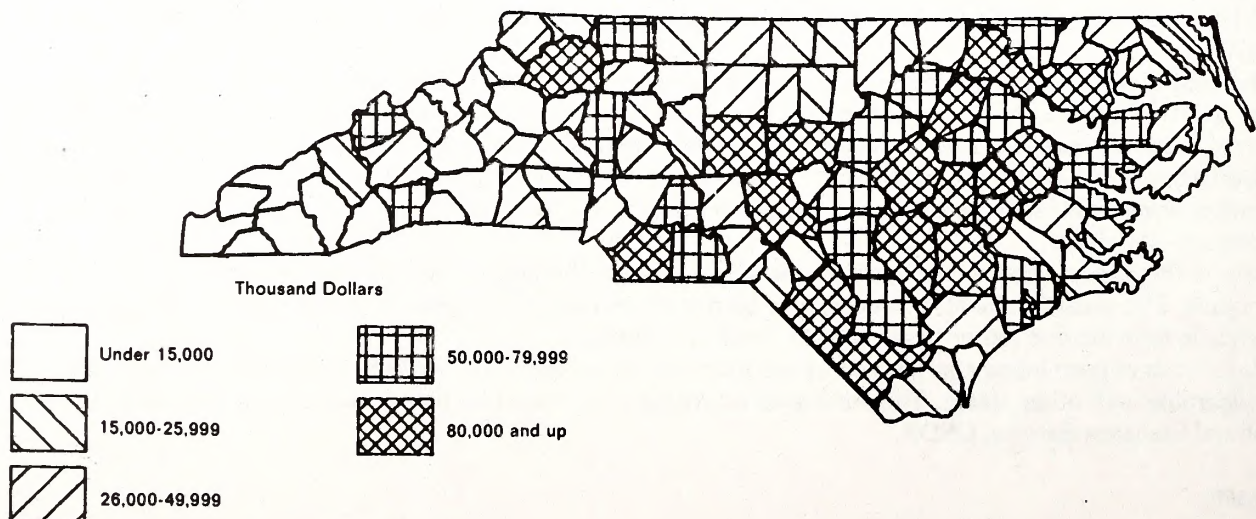 Thousand Dollars
Under 15,000
15,000-25,999
26,000-49,999
50,000-79,999
80,000 and up